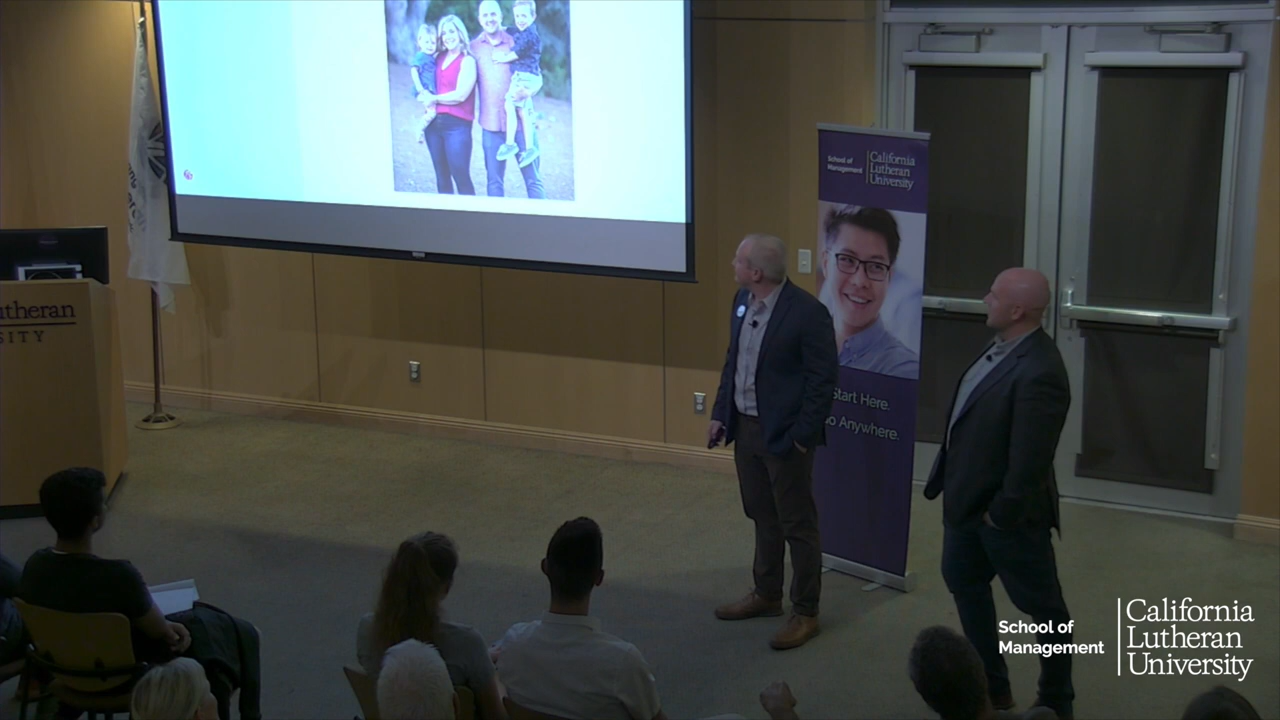 School of
Management
California
Lutheran
University
utheran
SITY
Start Here.
o Anywhere.
School of
Management
California
Lutheran
University